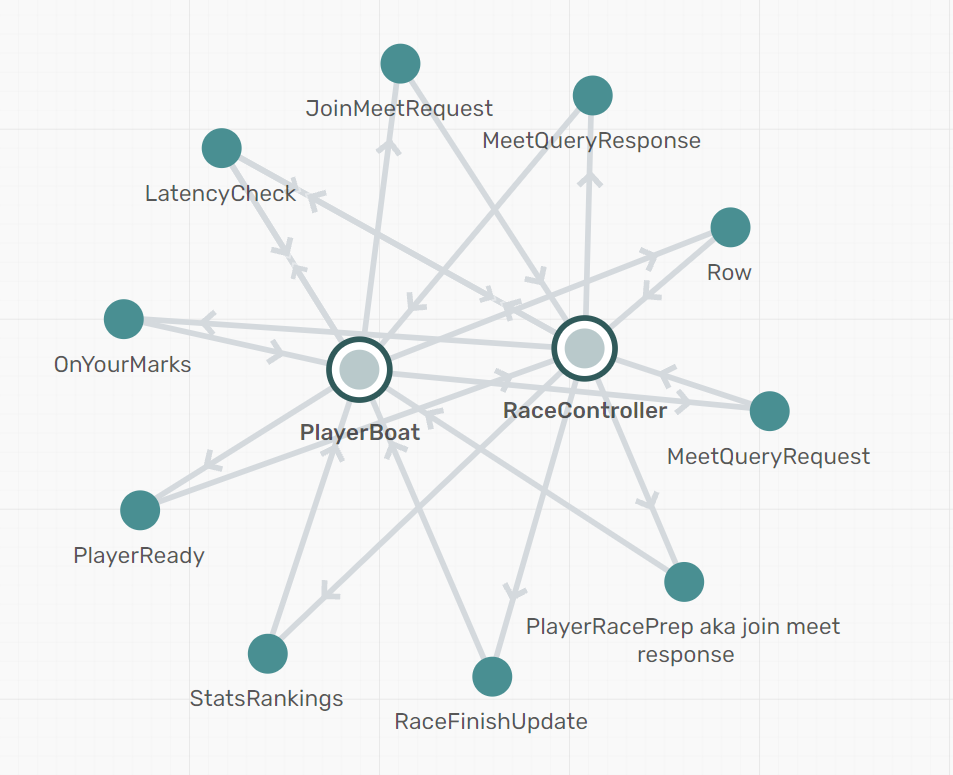 JoinMeetRequest
MeetQueryResponse
LatencyCheck
Row
OnYourMarks
RaceController
PlayerBoat
MeetQueryRequest
PlayerReady
PlayerRacePrep aka join meet
response
StatsRankings
RaceFinishUpdate